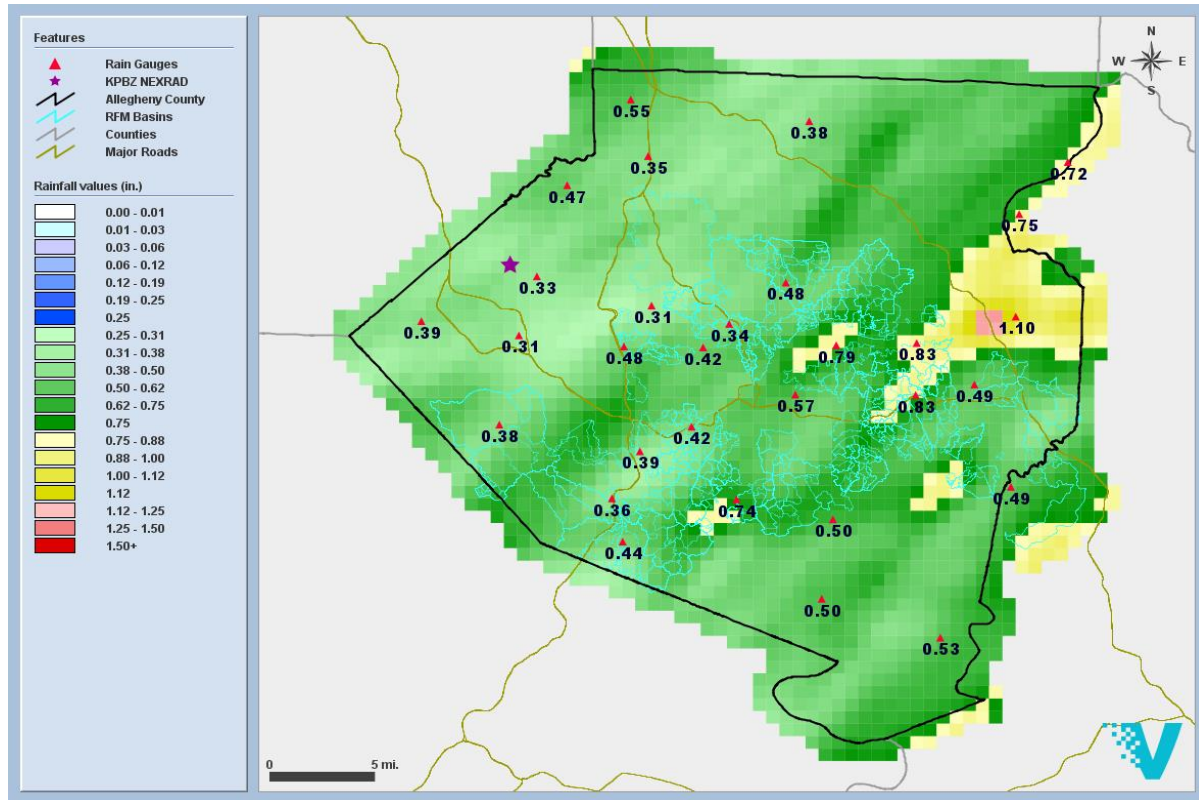 Features
Rain Gauges
KPBZ NEXRAD
Allegheny County
RFM Basins
Counties
Major Roads
Rainfall values (in.)
0.00 - 0.01
0.01 - 0.03
0.03 - 0.06
0.06 - 0.12
0.12 - 0.19
0.19 - 0.25
0.25
0.25 - 0.31
0.31 - 0.38
0.38 - 0.50
0.50 - 0.62
0.62 - 0.75
0.75
0.75 - 0.88
0.88 - 1.00
1.00 - 1.12
1.12
1.12 - 1.25
1.25 - 1.50
1.50+
N
W E
S
0.55
0.38
0.35
0.72
0.47
0.75
0.33
0.48
0.31
0.39
0.34
1.10
0.31
0.48
0.42
0.79
0.83
0.49
0.57
0.83
0.38
0.42
0.39
0.49
0.36
0.74
0.50
0.44
0.50
0.53
0 5 mi.